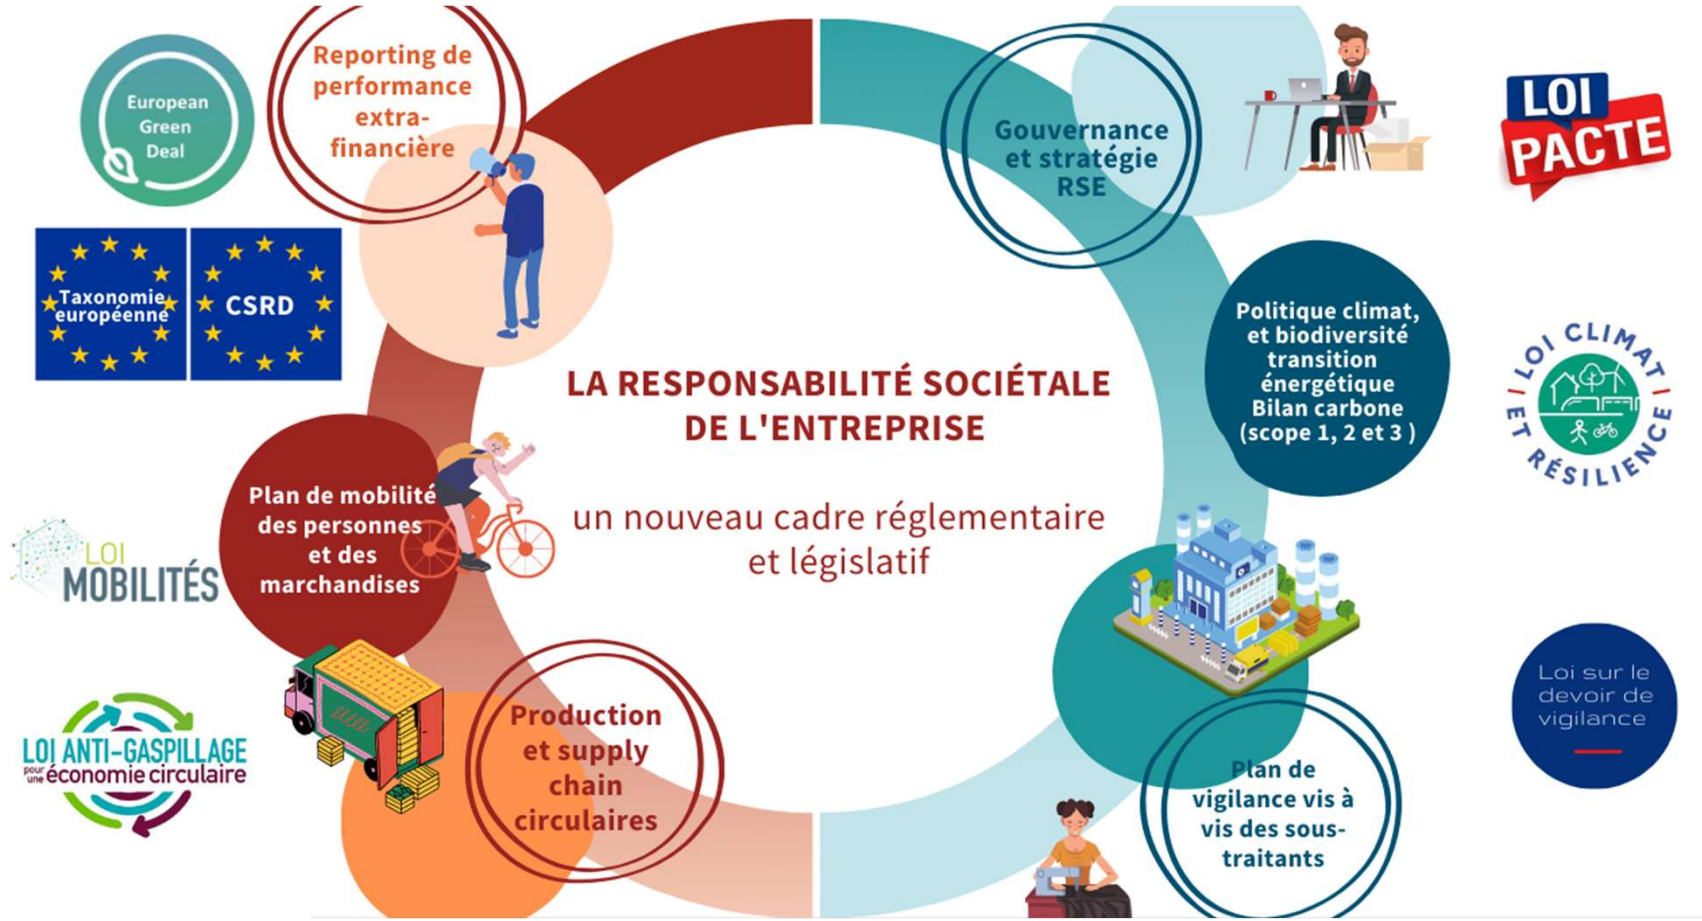 European
Green
Deal
Reporting de
performance
extra-
financière
Gouvernance
et stratégie
RSE
LOI
PACTE
Taxonomie
européenne
CSRD
Politique climat,
et biodiversité
transition
énergétique
Bilan carbone
(scope 1, 2 et 3 )
LOI CLIMAT
ET RÉSILIENCE
LA RESPONSABILITÉ SOCIÉTALE
DE L'ENTREPRISE
un nouveau cadre réglementaire
et législatif
Plan de mobilité
des personnes
et des
marchandises
LOI
MOBILITÉS
Production
et supply
chain
circulaires
LOI ANTI-GASPILLAGE
pour une économie circulaire
Plan de
vigilance vis à
vis des sous-
traitants
Loi sur le
devoir de
vigilance